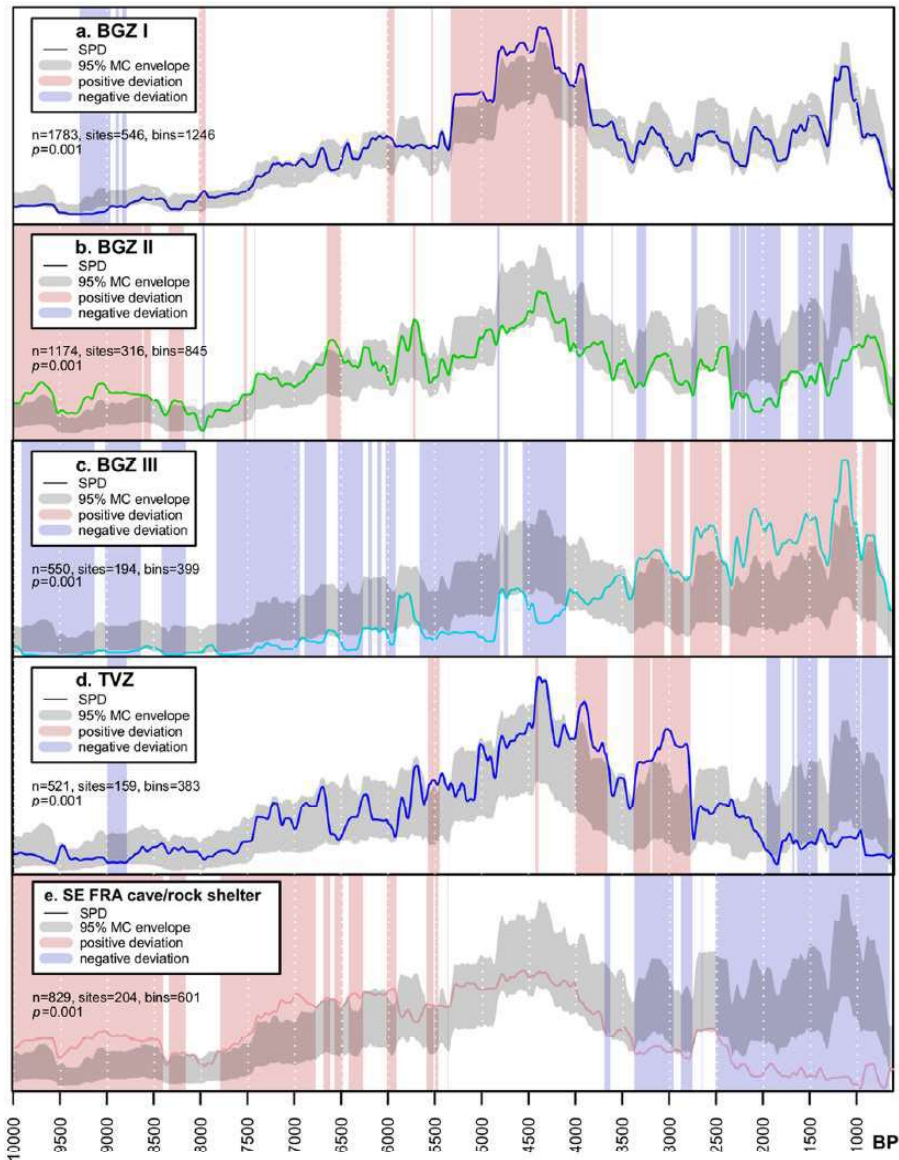 a. BGZ I
SPD
95% MC envelope
positive deviation
negative deviation
n=1783, sites=546, bins=1246
p=0.001
b. BGZ II
SPD
95% MC envelope
positive deviation
negative deviation
n=1174, sites=316, bins=845
p=0.001
c. BGZ III
SPD
95% MC envelope
positive deviation
negative deviation
n=550, sites=194, bins=399
p=0.001
d. TVZ
SPD
95% MC envelope
positive deviation
negative deviation
n=521, sites=159, bins=383
p=0.001
e. SE FRA cave/rock shelter
SPD
95% MC envelope
positive deviation
negative deviation
n=829, sites=204, bins=601
p=0.001
10000 9500 9000 8500 8000 7500 7000 6500 6000 5500 5000 4500 4000 3500 3000 2500 2000 1500 1000 BP